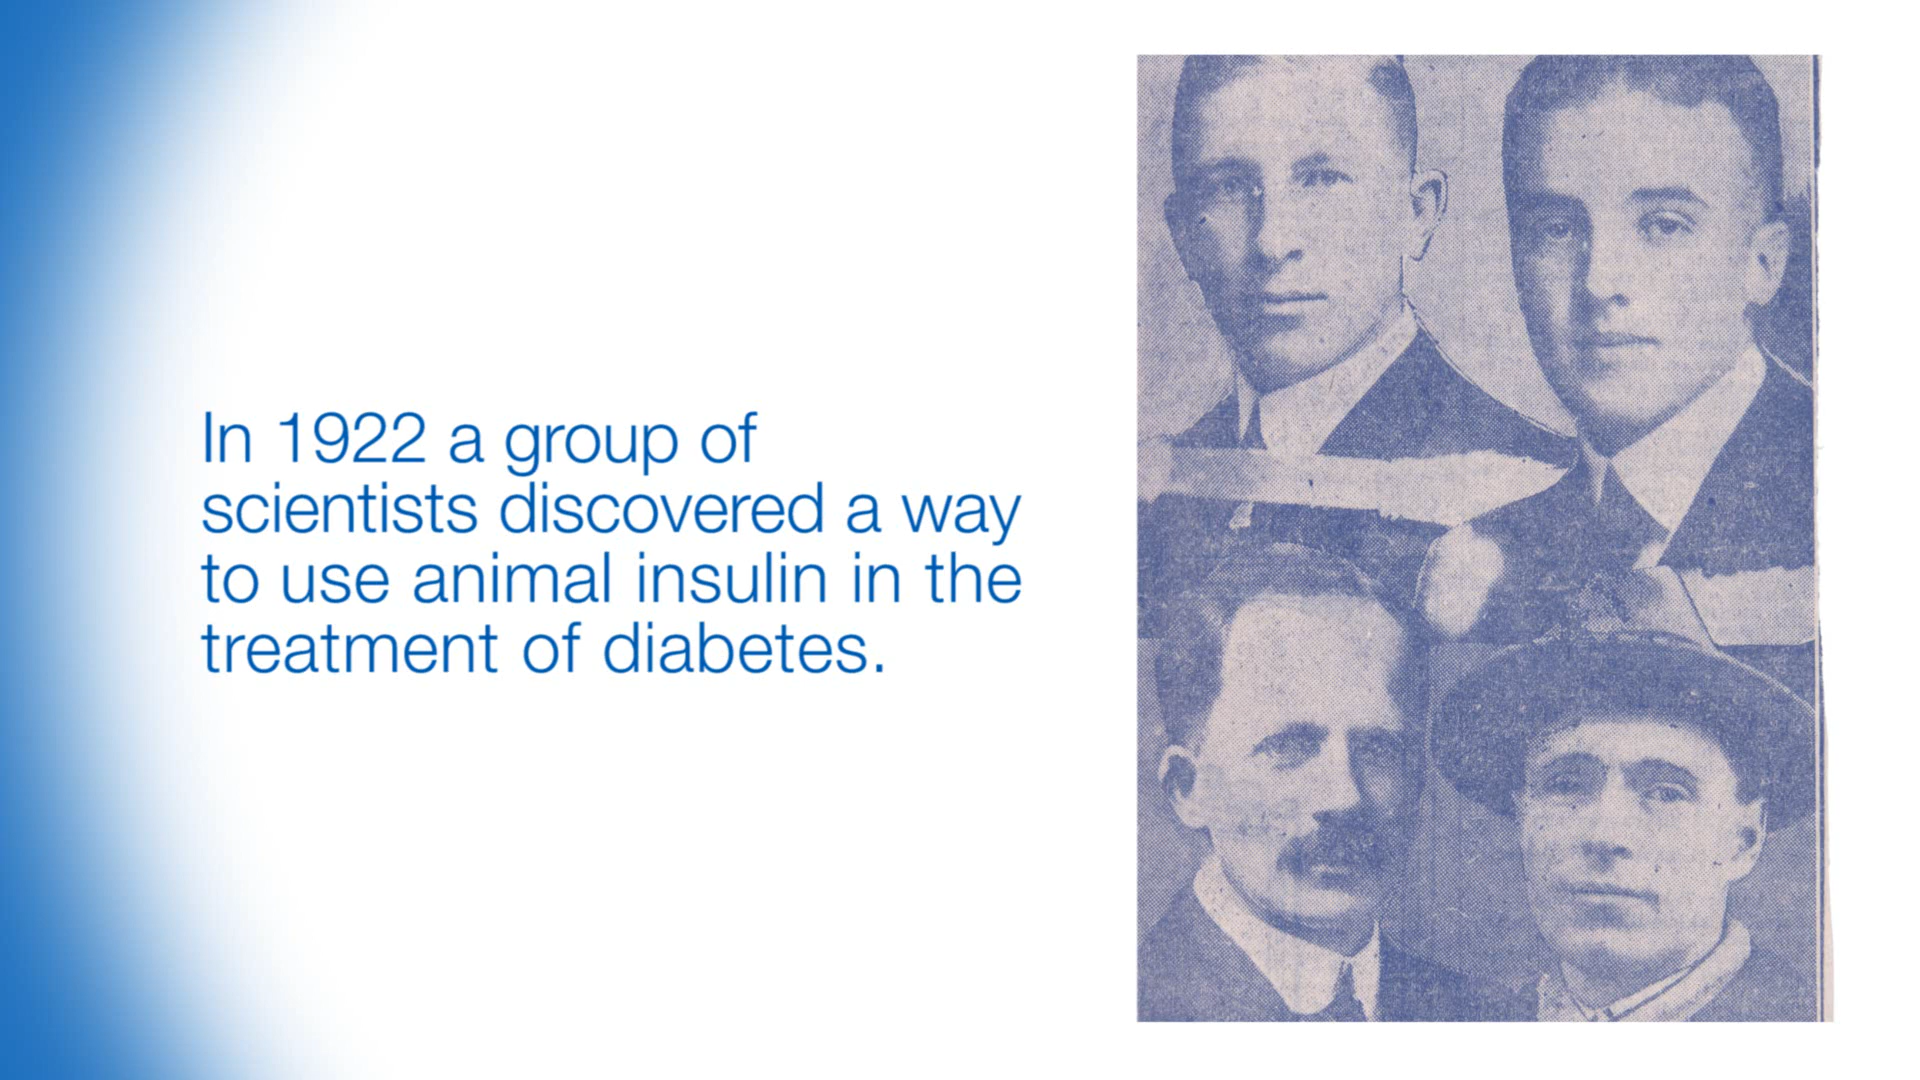 In 1922 a group of
scientists discovered a way
to use animal insulin in the
treatment of diabetes.